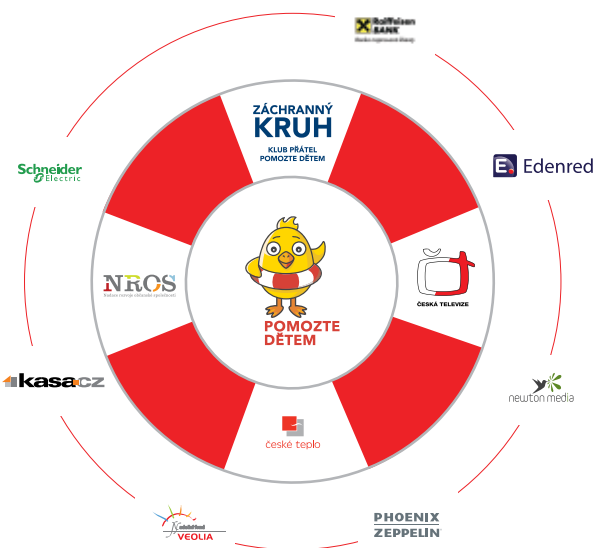 Raiffeisen
BANK
ZÁCHRANNÝ
KRUH
KLUB PŘÁTEL
POMOZTE DĚTEM
Schneider
Electric
E.
Edenred
NROS
ČESKÁ TELEVIZE
POMOZTE
DĚTEM
kasa.cz
newton media
české teplo
VEOLIA
PHOENIX
ZEPPELIN